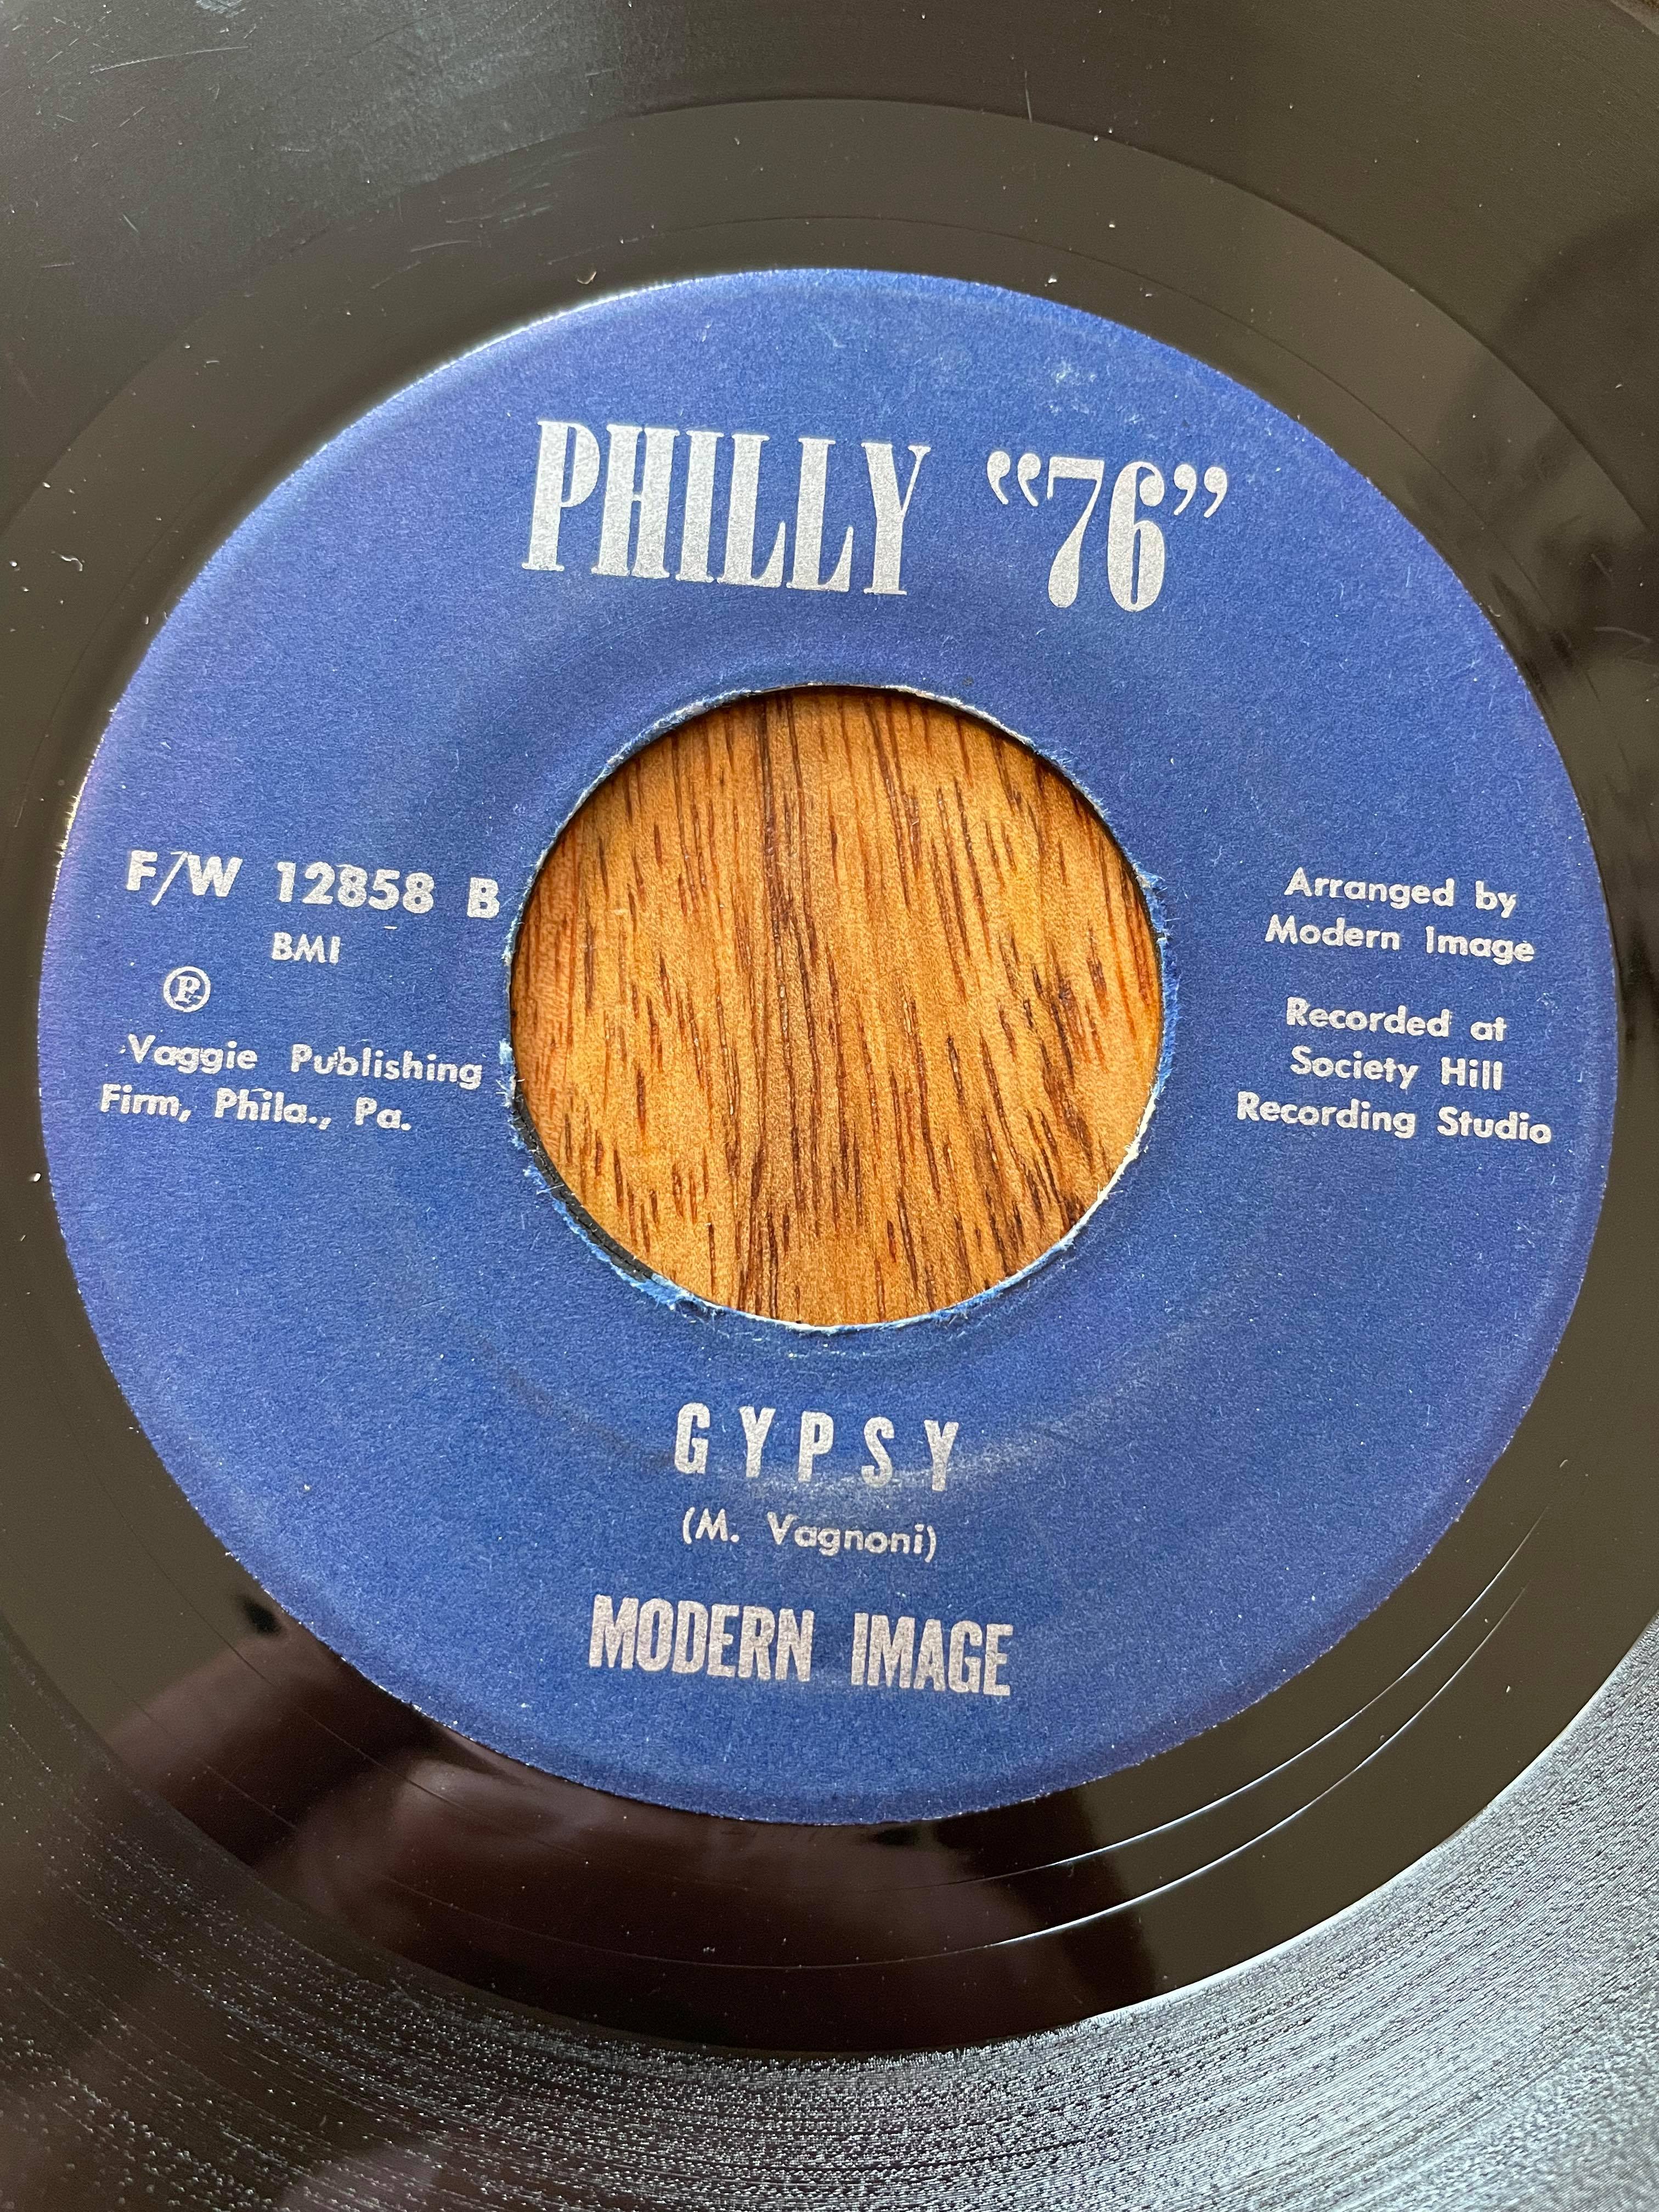 PHILLY “76”
F/W 12858 B
BMI
℗
Vaggie Publishing
Firm, Phila., Pa.
Arranged by
Modern Image
Recorded at
Society Hill
Recording Studio
GYPSY
(M. Vagnoni)
MODERN IMAGE